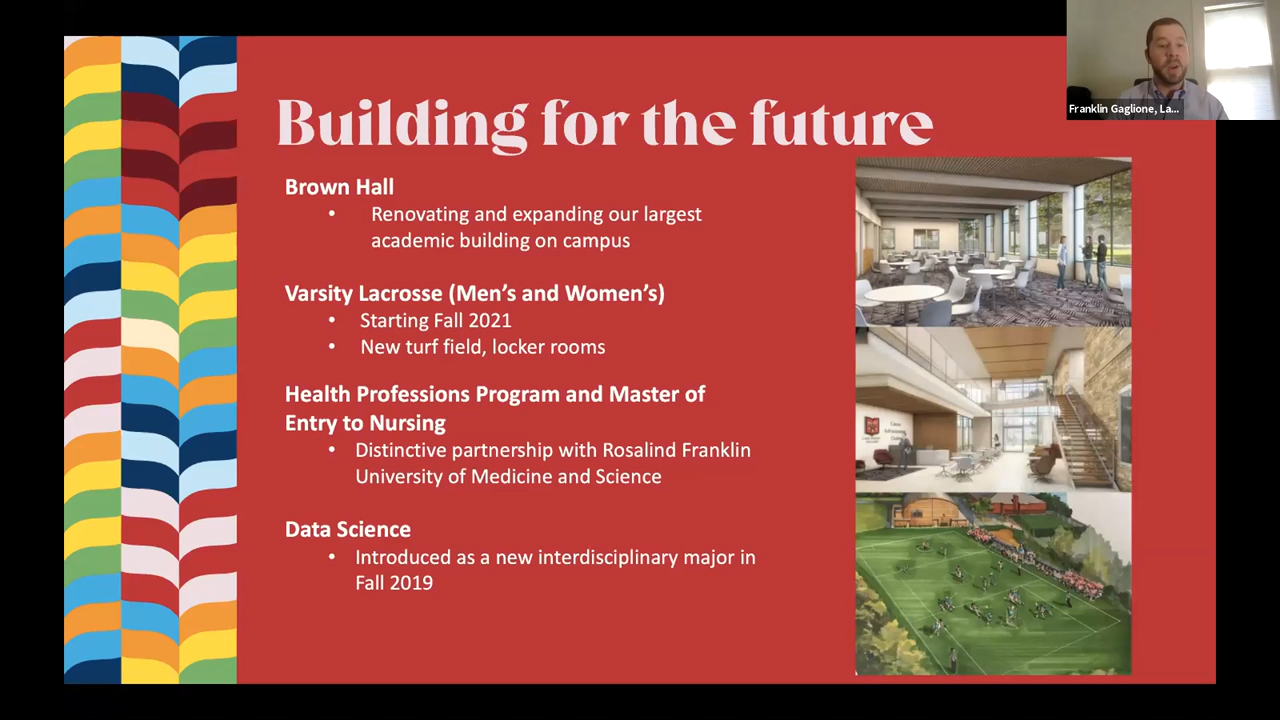 Building for the future
Franklin Gaglione, La...
Brown Hall
• Renovating and expanding our largest
academic building on campus
Varsity Lacrosse (Men’s and Women’s)
• Starting Fall 2021
• New turf field, locker rooms
Health Professions Program and Master of
Entry to Nursing
• Distinctive partnership with Rosalind Franklin
University of Medicine and Science
Data Science
• Introduced as a new interdisciplinary major in
Fall 2019